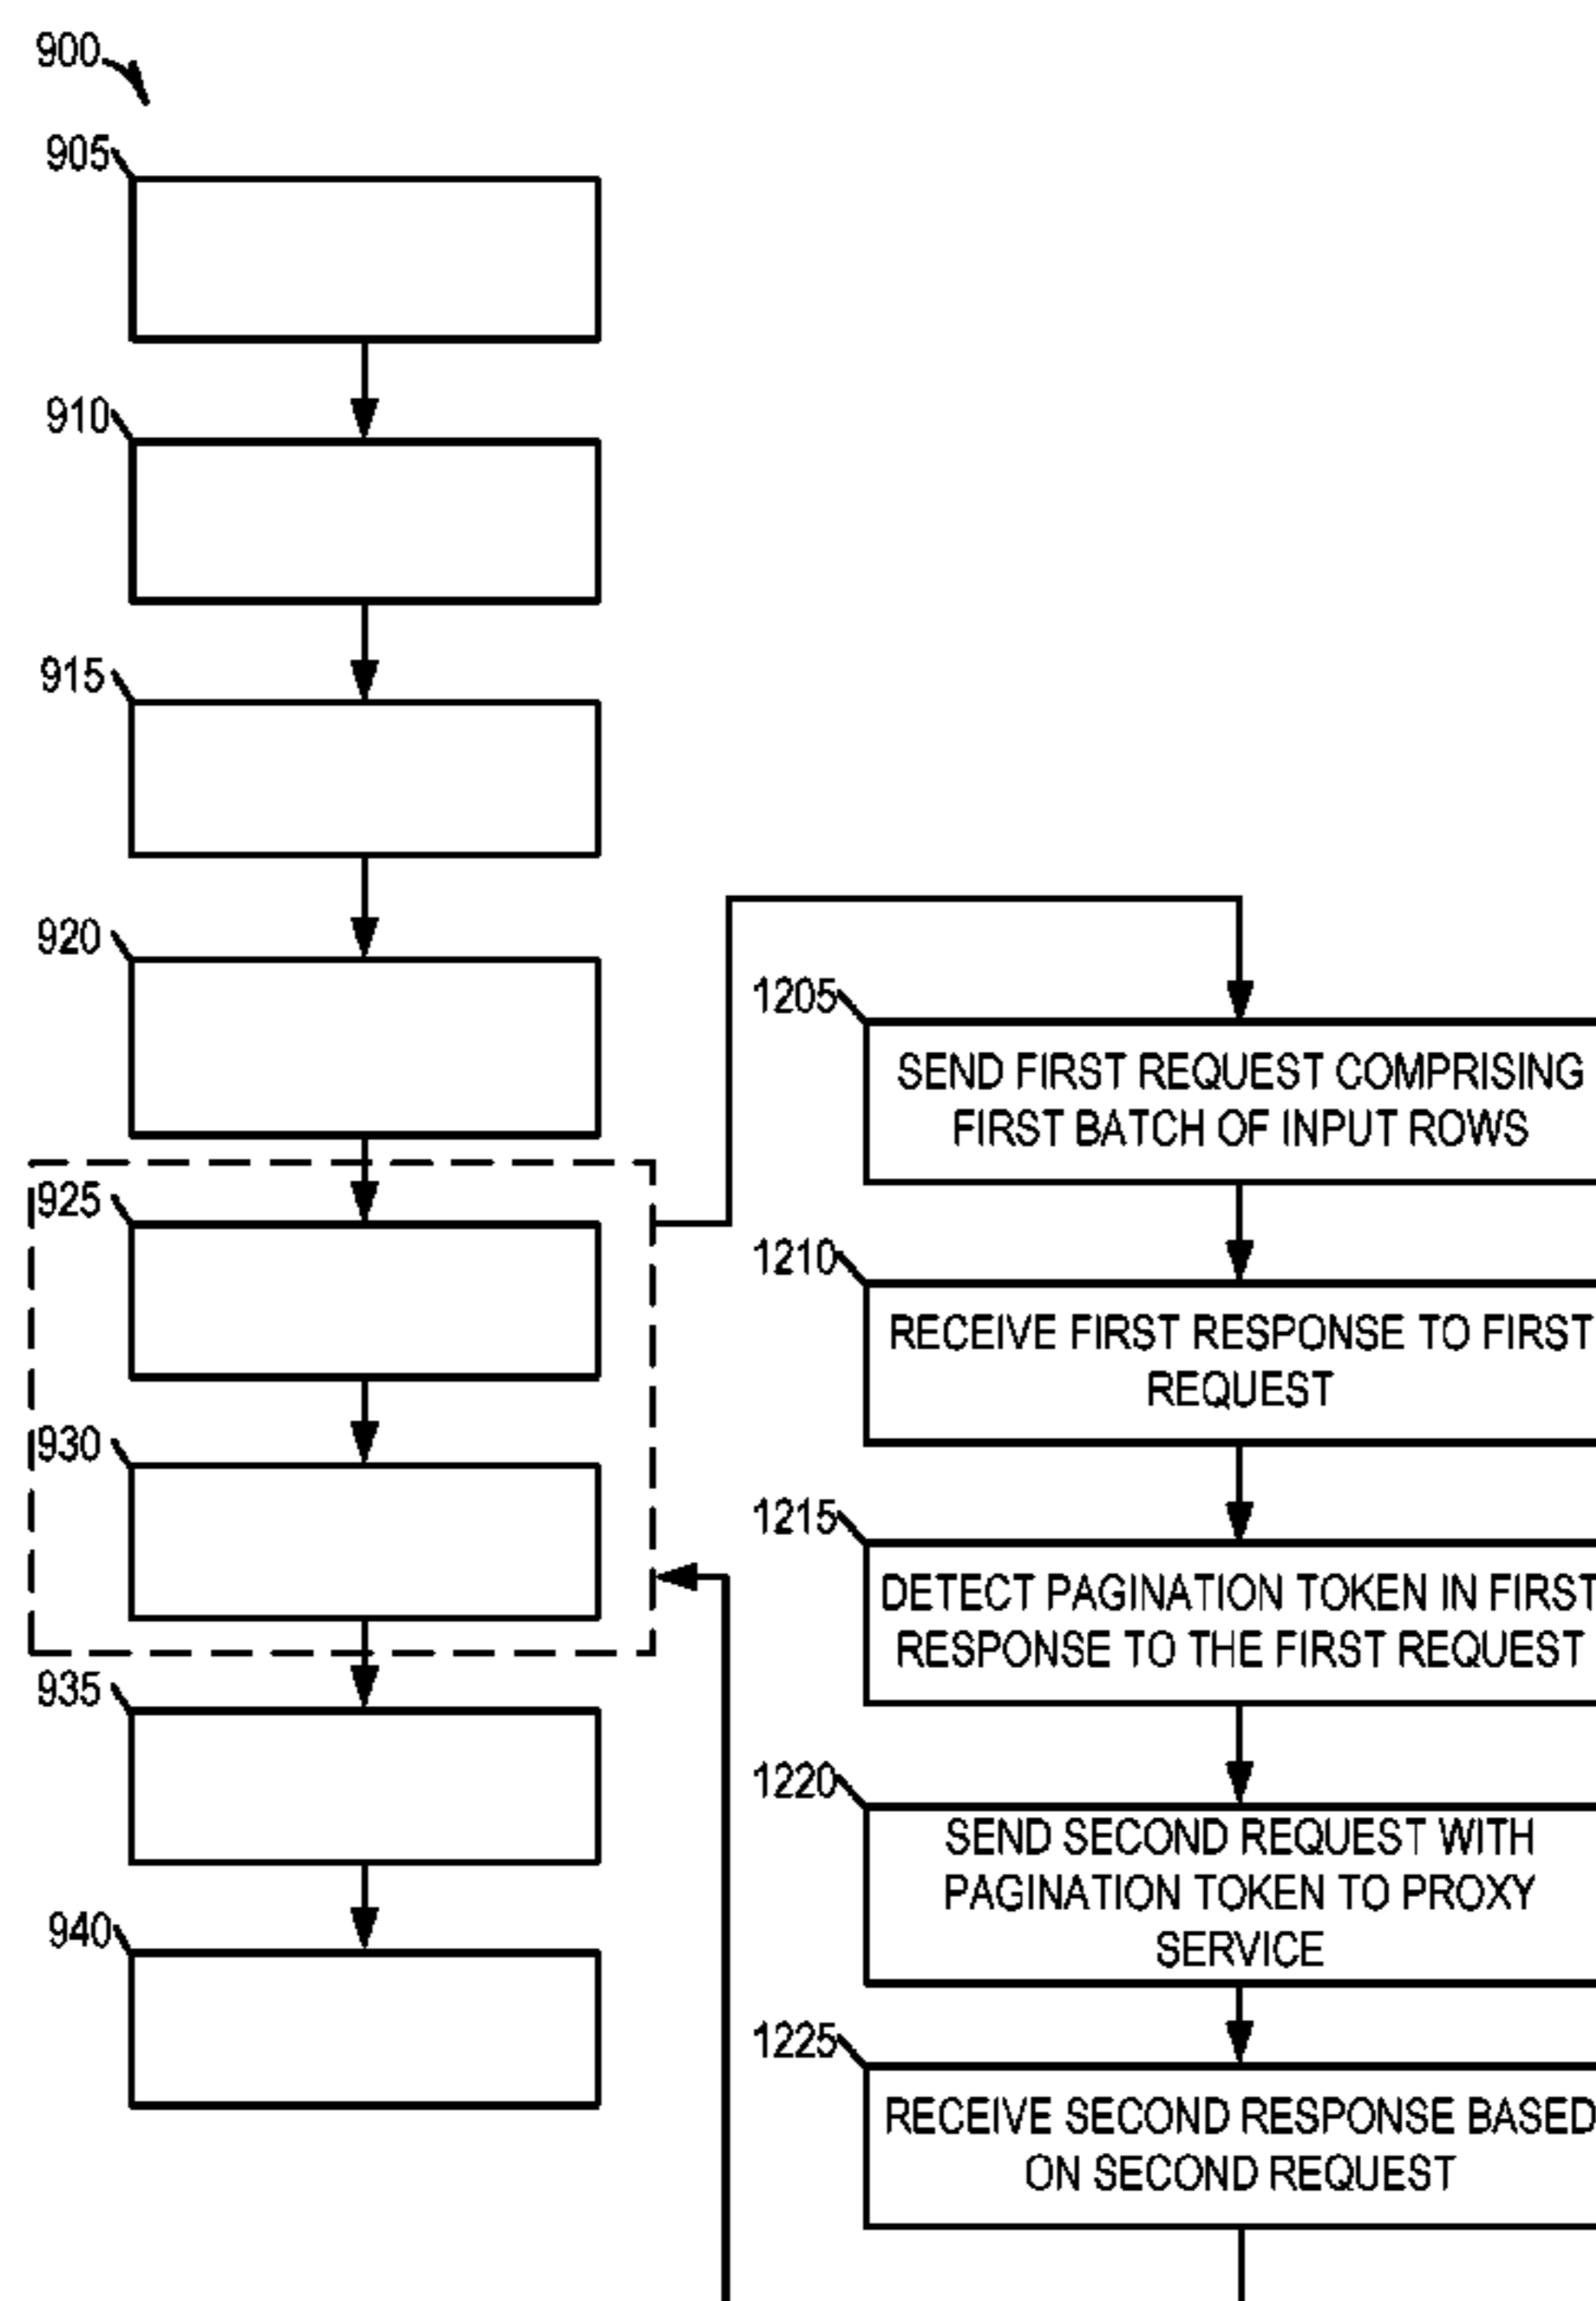 900
905
910
915
920
925
930
935
940
1205
SEND FIRST REQUEST COMPRISING
FIRST BATCH OF INPUT ROWS
1210
RECEIVE FIRST RESPONSE TO FIRST
REQUEST
1215
DETECT PAGINATION TOKEN IN FIRST
RESPONSE TO THE FIRST REQUEST
1220
SEND SECOND REQUEST WITH
PAGINATION TOKEN TO PROXY
SERVICE
1225
RECEIVE SECOND RESPONSE BASED
ON SECOND REQUEST